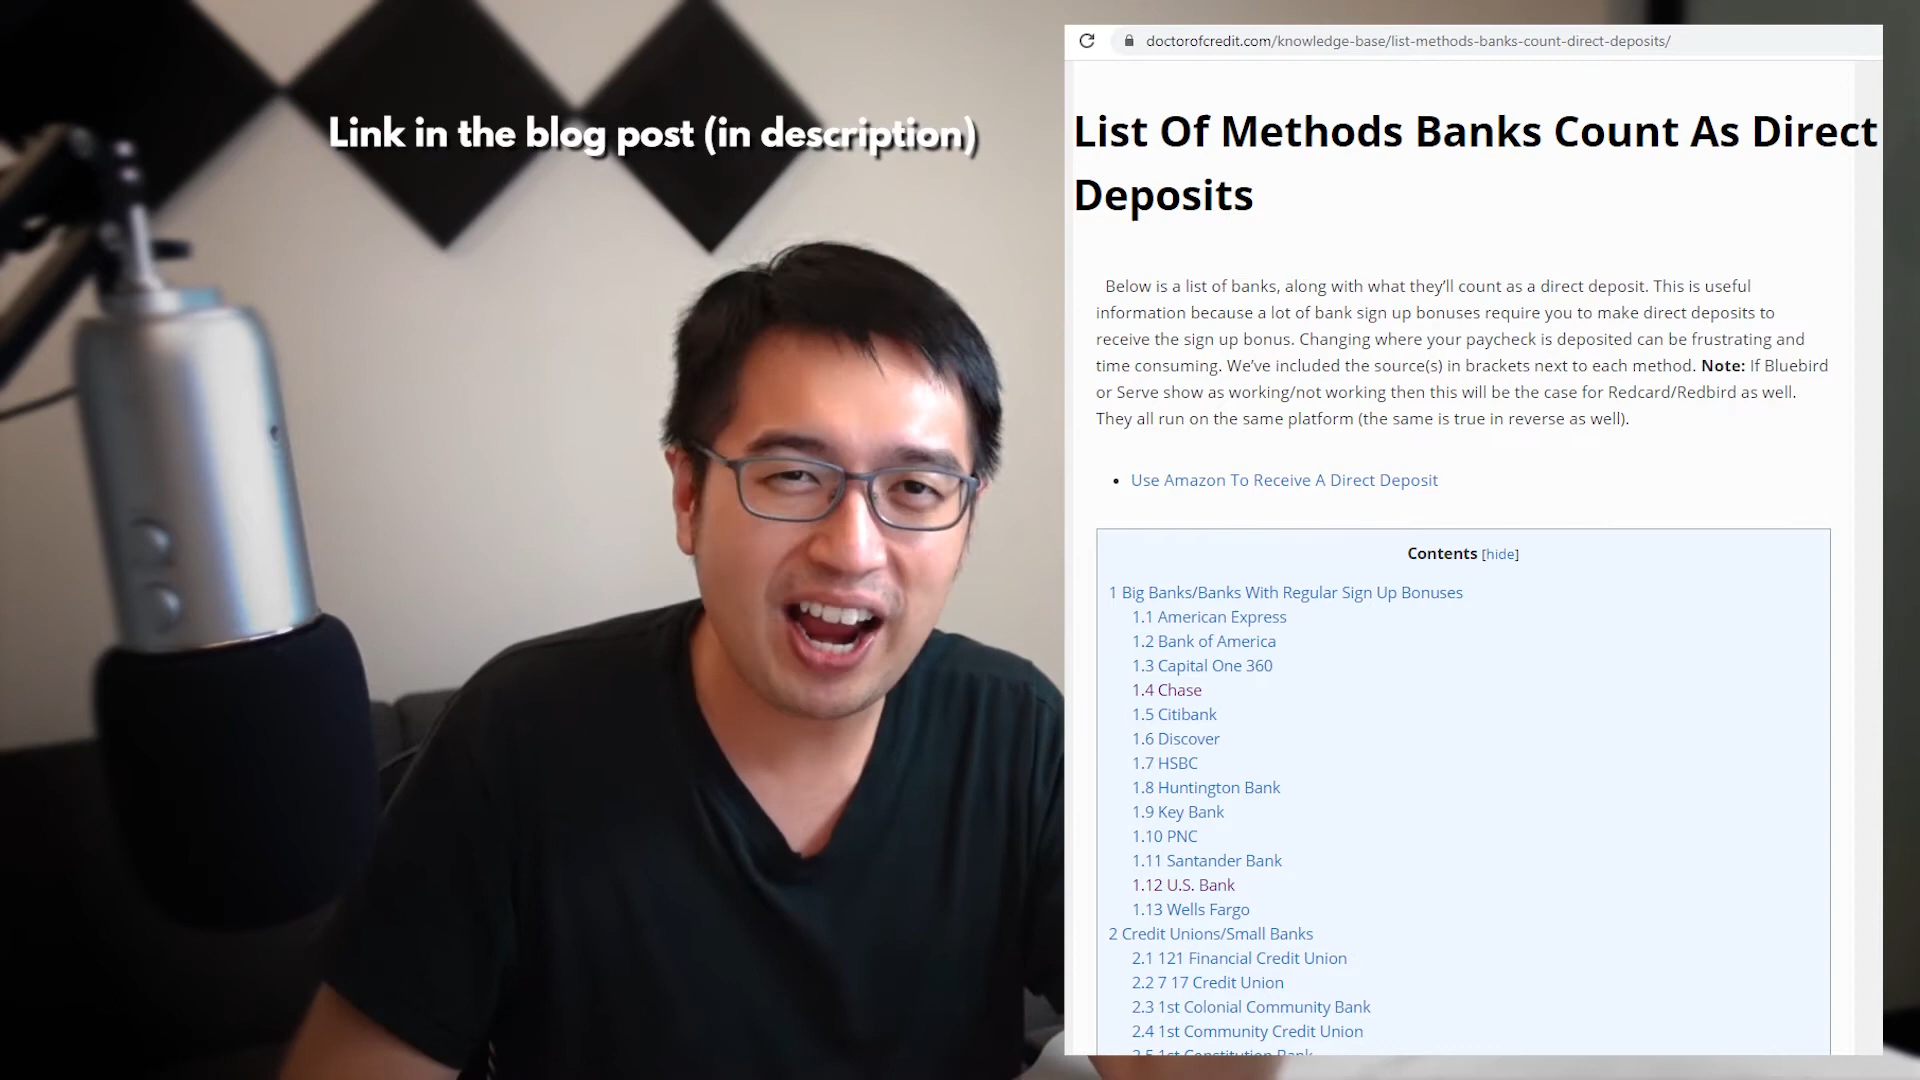 Link in the blog post (in description)
doctorofcredit.com/knowledge-base/list-methods-banks-count-direct-deposits/
List Of Methods Banks Count As Direct
Deposits
Below is a list of banks, along with what they’ll count as a direct deposit. This is useful
information because a lot of bank sign up bonuses require you to make direct deposits to
receive the sign up bonus. Changing where your paycheck is deposited can be frustrating and
time consuming. We’ve included the source(s) in brackets next to each method. Note: If Bluebird
or Serve show as working/not working then this will be the case for Redcard/Redbird as well.
They all run on the same platform (the same is true in reverse as well).
Use Amazon To Receive A Direct Deposit
Contents [hide]
1 Big Banks/Banks With Regular Sign Up Bonuses
1.1 American Express
1.2 Bank of America
1.3 Capital One 360
1.4 Chase
1.5 Citibank
1.6 Discover
1.7 HSBC
1.8 Huntington Bank
1.9 Key Bank
1.10 PNC
1.11 Santander Bank
1.12 U.S. Bank
1.13 Wells Fargo
2 Credit Unions/Small Banks
2.1 121 Financial Credit Union
2.2 7 17 Credit Union
2.3 1st Colonial Community Bank
2.4 1st Community Credit Union
2.5 1st Constitution Bank